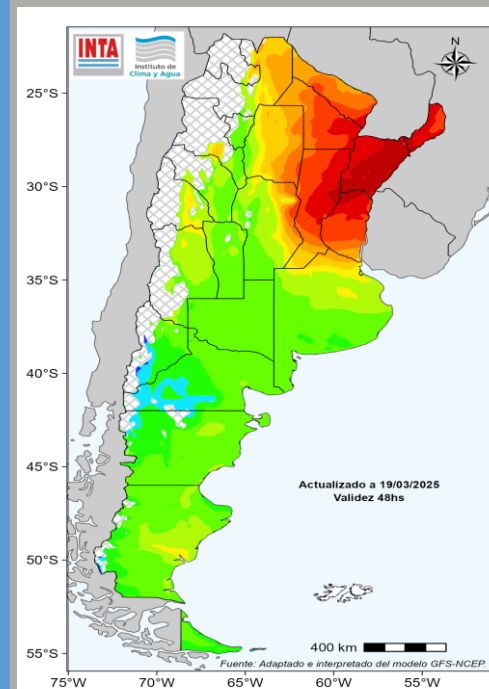 INTA
Instituto de
Clima y Agua
N
25°S
30°S
35°S
40°S
45°S
50°S
55°S
Actualizado a 19/03/2025
Validez 48hs
400 km
Fuente: Adaptado e interpretado del modelo GFS-NCEP.
75°W
70°W
65°W
60°W
55°W